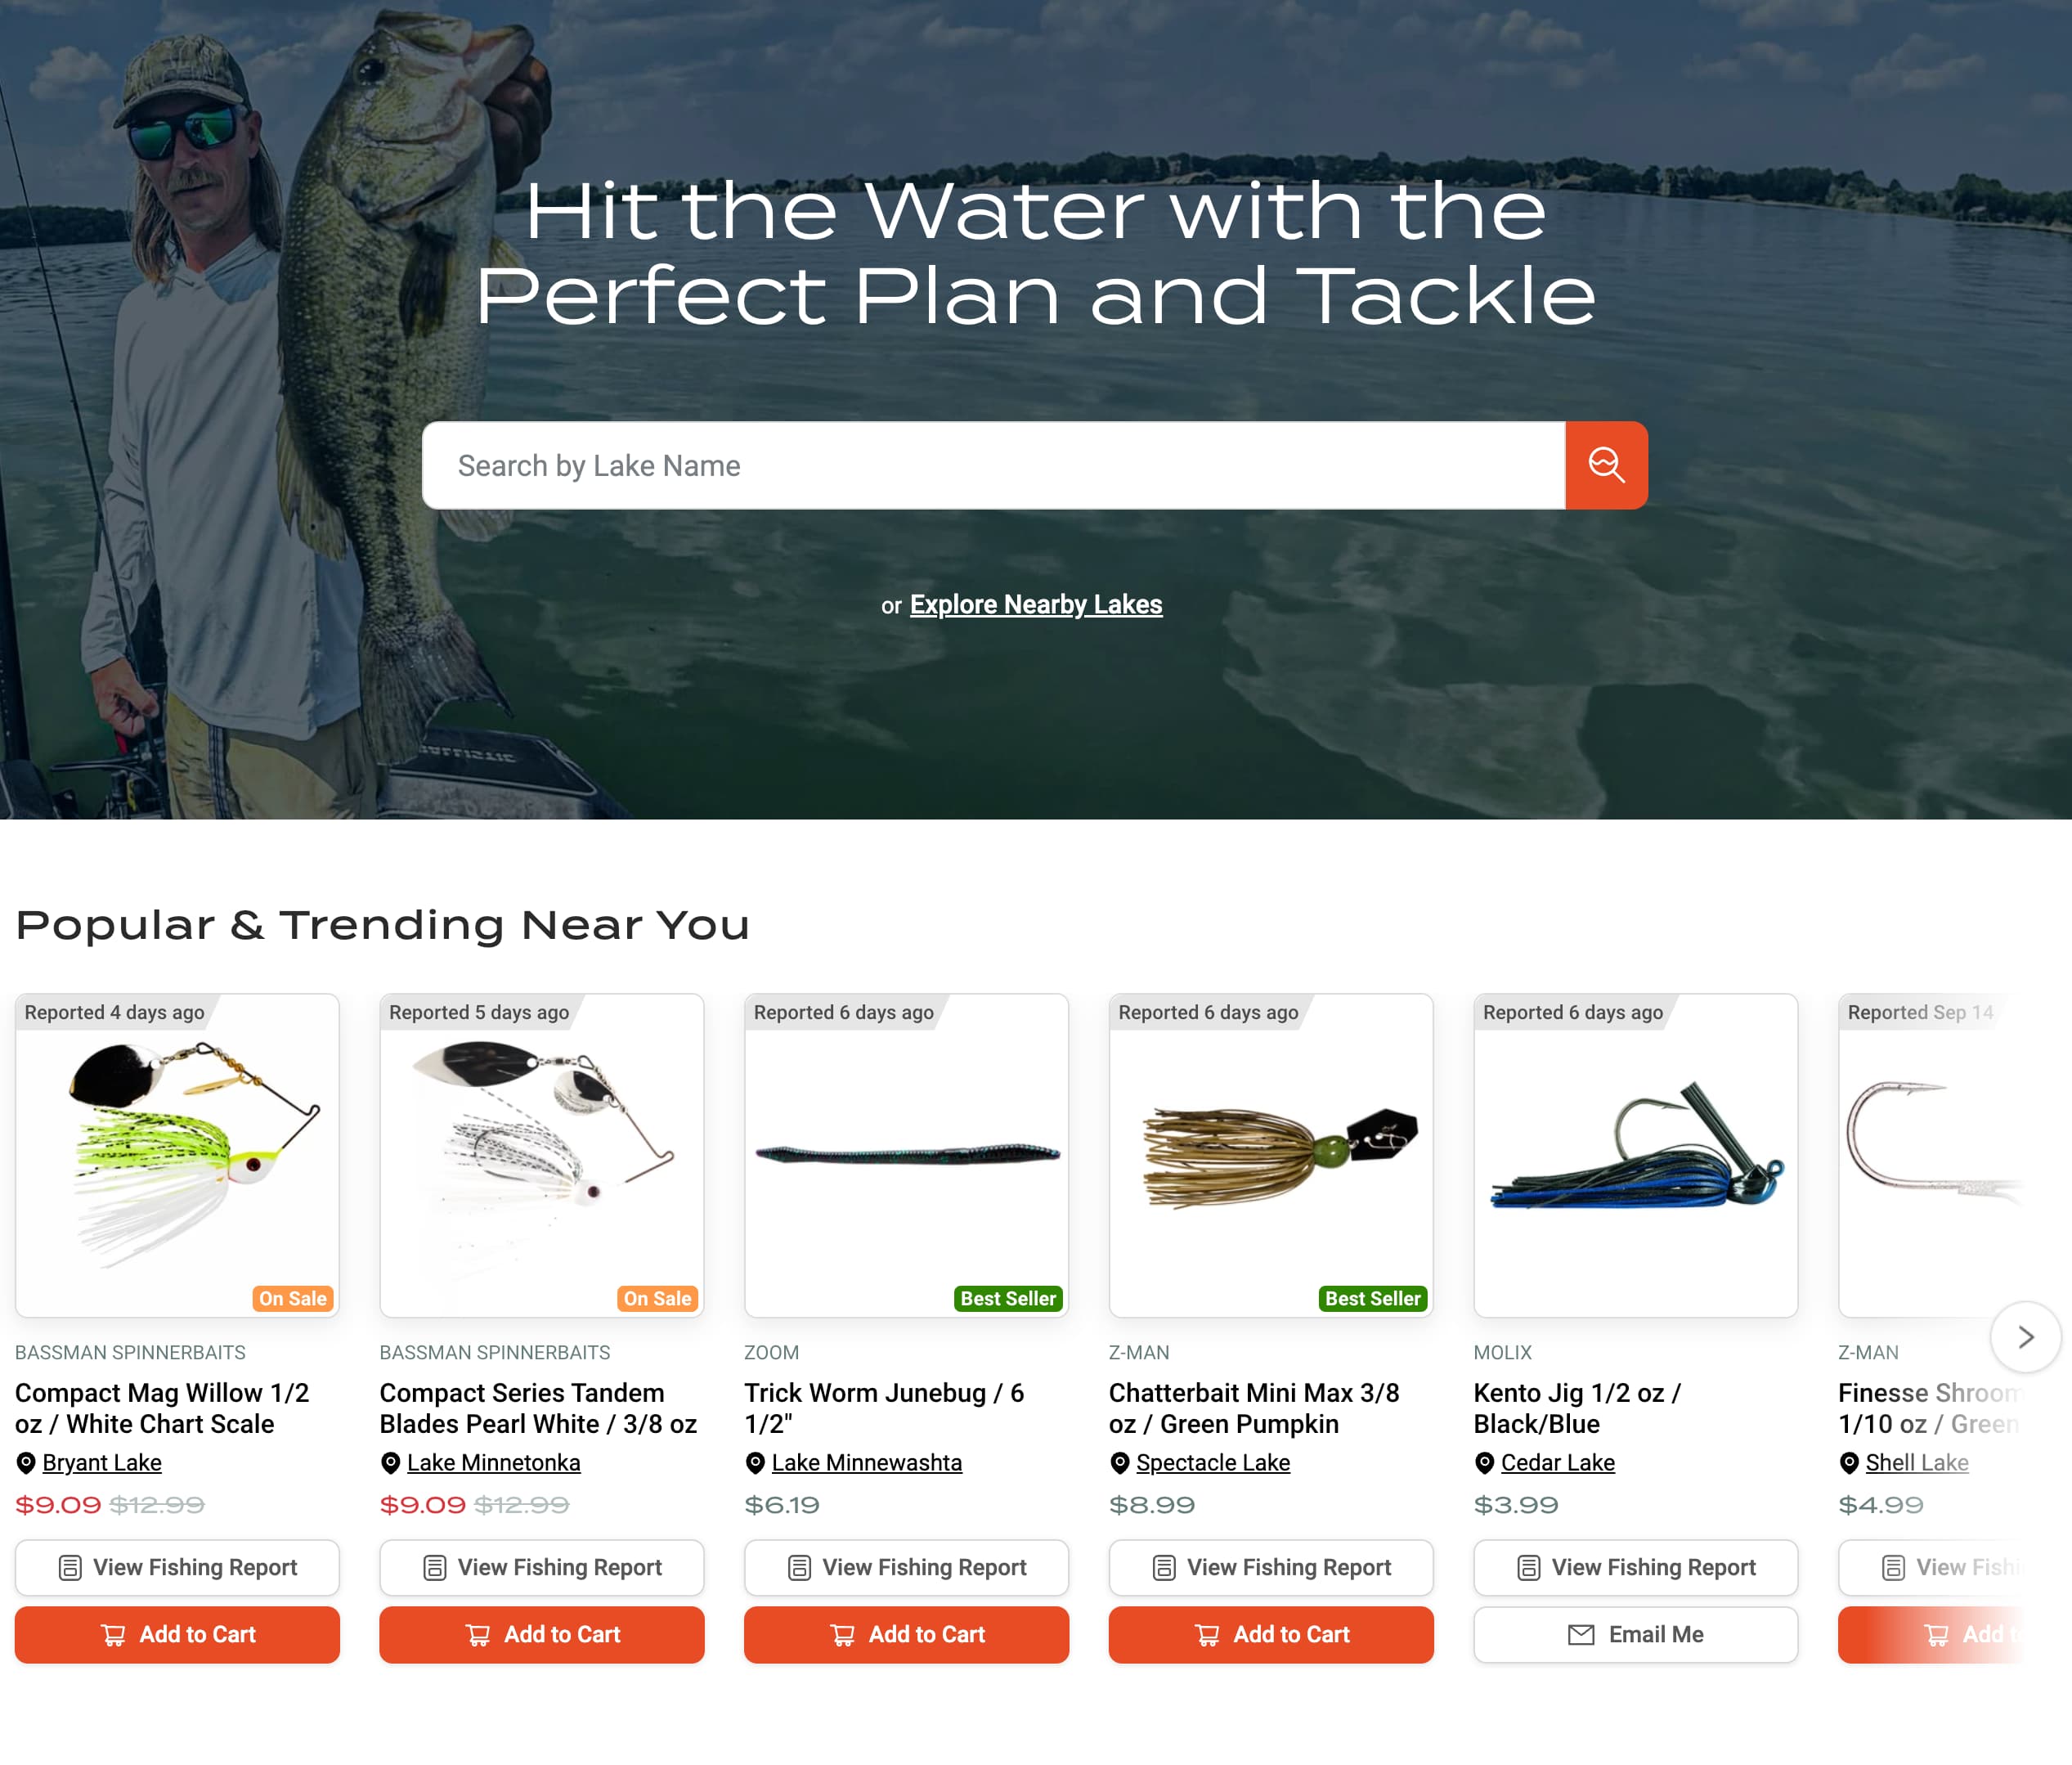 Hit the Water with the
Perfect Plan and Tackle
Search by Lake Name
or Explore Nearby Lakes
Popular & Trending Near You
Reported 4 days ago
On Sale
BASSMAN SPINNERBAITS
Compact Mag Willow 1/2
oz / White Chart Scale
Bryant Lake
$9.09 $12.99
View Fishing Report
Add to Cart
Reported 5 days ago
On Sale
BASSMAN SPINNERBAITS
Compact Series Tandem
Blades Pearl White / 3/8 oz
Lake Minnetonka
$9.09 $12.99
View Fishing Report
Add to Cart
Reported 6 days ago
Best Seller
ZOOM
Trick Worm Junebug / 6
1/2"
Lake Minnewashta
$6.19
View Fishing Report
Add to Cart
Reported 6 days ago
Best Seller
Z-MAN
Chatterbait Mini Max 3/8
oz / Green Pumpkin
Spectacle Lake
$8.99
View Fishing Report
Add to Cart
Reported 6 days ago
MOLIX
Kento Jig 1/2 oz /
Black/Blue
Cedar Lake
$3.99
View Fishing Report
Email Me
Reported Sep 14
Z-MAN
Finesse Shroom
1/10 oz / Green
Shell Lake
$4.99
View
Add